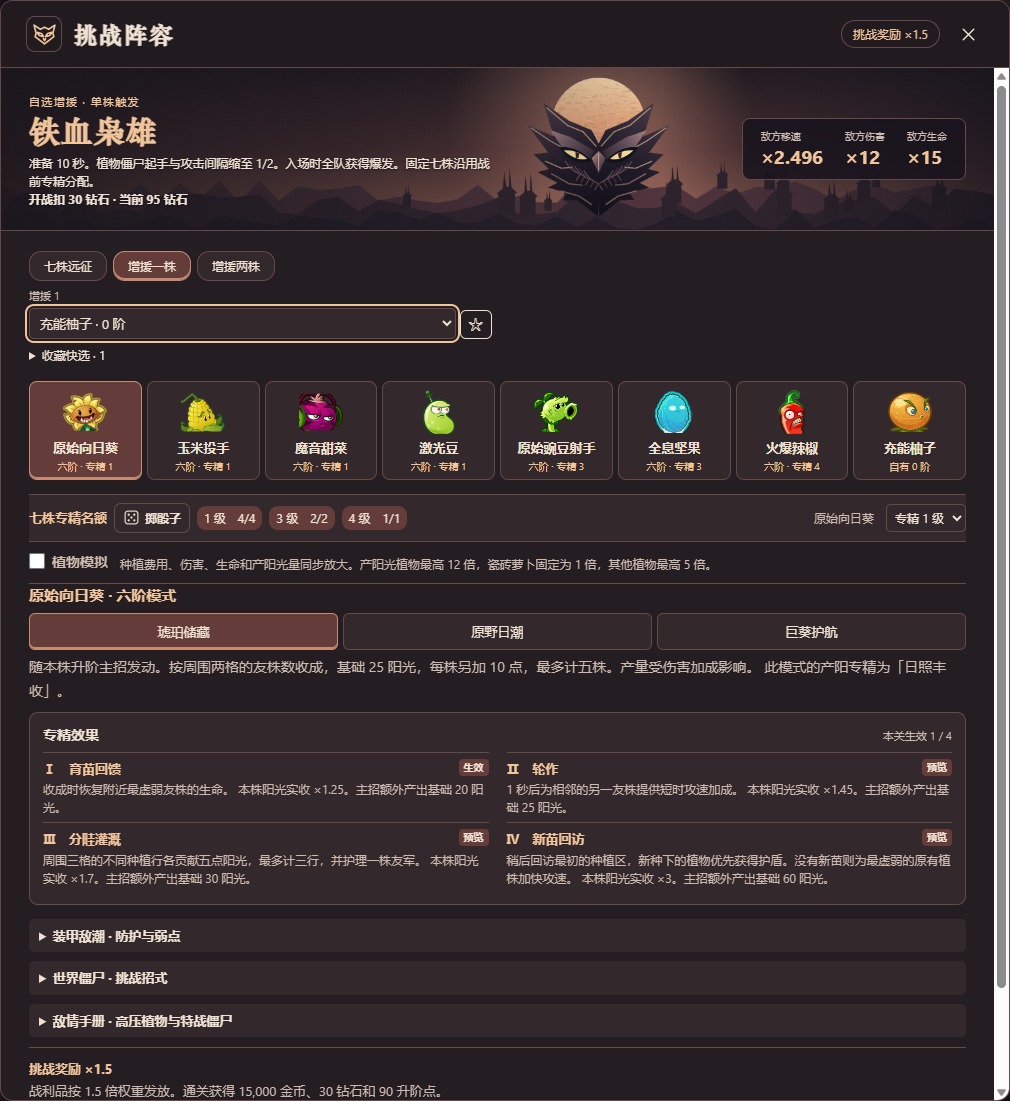 挑战阵容
挑战奖励 ×1.5
自选增援 · 单株触发
铁血枭雄
准备 10 秒。植物僵尸起手与攻击间隔缩至 1/2。入场时全队获得爆发。固定七株沿用战
前专精分配。
开战扣 30 钻石 · 当前 95 钻石
敌方移速 敌方伤害 敌方生命
×2.496 ×12 ×15
七株远征 增援一株 增援两株
增援 1
充能柚子 · 0 阶
收藏快选 · 1
原始向日葵 玉米投手 魔音甜菜 激光豆 原始豌豆射手 全息坚果 火爆辣椒 充能柚子
六阶 · 专精 1 六阶 · 专精 1 六阶 · 专精 1 六阶 · 专精 1 六阶 · 专精 3 六阶 · 专精 3 六阶 · 专精 4 自有 0 阶
七株专精名额 掷骰子 1 级 4/4 3 级 2/2 4 级 1/1 原始向日葵 专精 1 级
植物模拟 种植费用、伤害、生命和产阳光量同步放大。产阳光植物最高 12 倍，瓷砖萝卜固定为 1 倍，其他植物最高 5 倍。
原始向日葵 · 六阶模式
琥珀储藏 原野日潮 巨葵护航
随本株升阶主招发动。按周围两格的友株数收成，基础 25 阳光，每株另加 10 点，最多计五株。产量受伤害加成影响。 此模式的产阳专精为「日照丰
收」。
专精效果 本关生效 1 / 4
Ⅰ 育苗回馈 生效
收成时恢复附近最虚弱友株的生命。 本株阳光实收 ×1.25。主招额外产出基础 20 阳
光。
Ⅱ 轮作 预览
1 秒后为相邻的另一友株提供短时攻速加成。 本株阳光实收 ×1.45。主招额外产出基
础 25 阳光。
Ⅲ 分畦灌溉 预览
周围三格的不同种植行各贡献五点阳光，最多计三行，并护理一株友军。 本株阳光
实收 ×1.7。主招额外产出基础 30 阳光。
Ⅳ 新苗回访 预览
稍后回访最初的种植区，新种下的植物优先获得护盾。没有新苗则为最虚弱的原有植
株加快攻速。 本株阳光实收 ×3。主招额外产出基础 60 阳光。
装甲敌潮 · 防护与弱点
世界僵尸 · 挑战招式
敌情手册 · 高压植物与特战僵尸
挑战奖励 ×1.5
战利品按 1.5 倍权重发放。通关获得 15,000 金币、30 钻石和 90 升阶点。